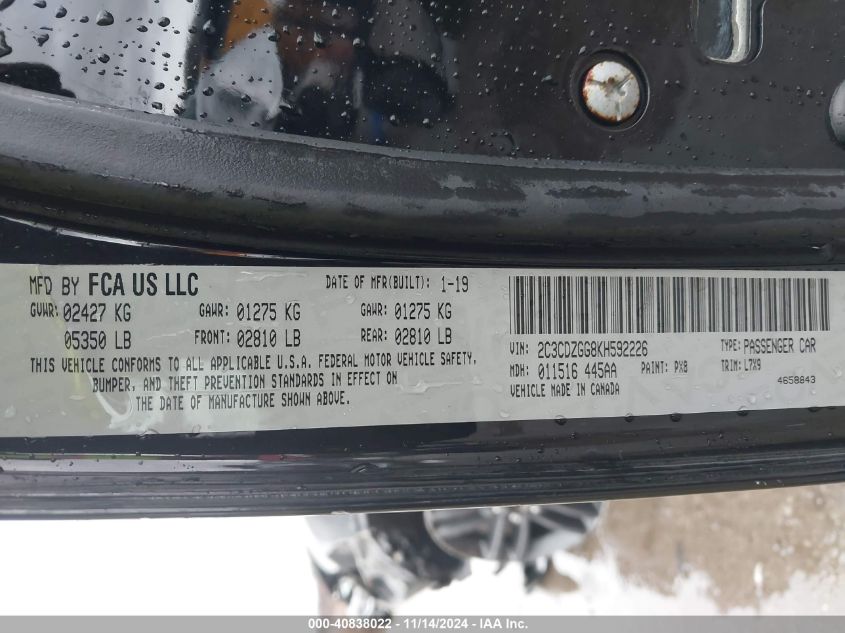 MFD BY FCA US LLC
DATE OF MFR(BUILT): 1-19
GVWR: 02427 KG GAWR: 01275 KG GAWR: 01275 KG
05350 LB FRONT: 02810 LB REAR: 02810 LB
THIS VEHICLE CONFORMS TO ALL APPLICABLE U.S.A. FEDERAL MOTOR VEHICLE SAFETY,
BUMPER, AND THEFT PREVENTION STANDARDS IN EFFECT ON
THE DATE OF MANUFACTURE SHOWN ABOVE.
VIN: 2C3CDZGG8KH592226 TYPE: PASSENGER CAR
MDH: 011516 445AA PAINT: PX8 TRIM: L7X9
VEHICLE MADE IN CANADA 4658843
000-40838022 - 11/14/2024 - IAA Inc.